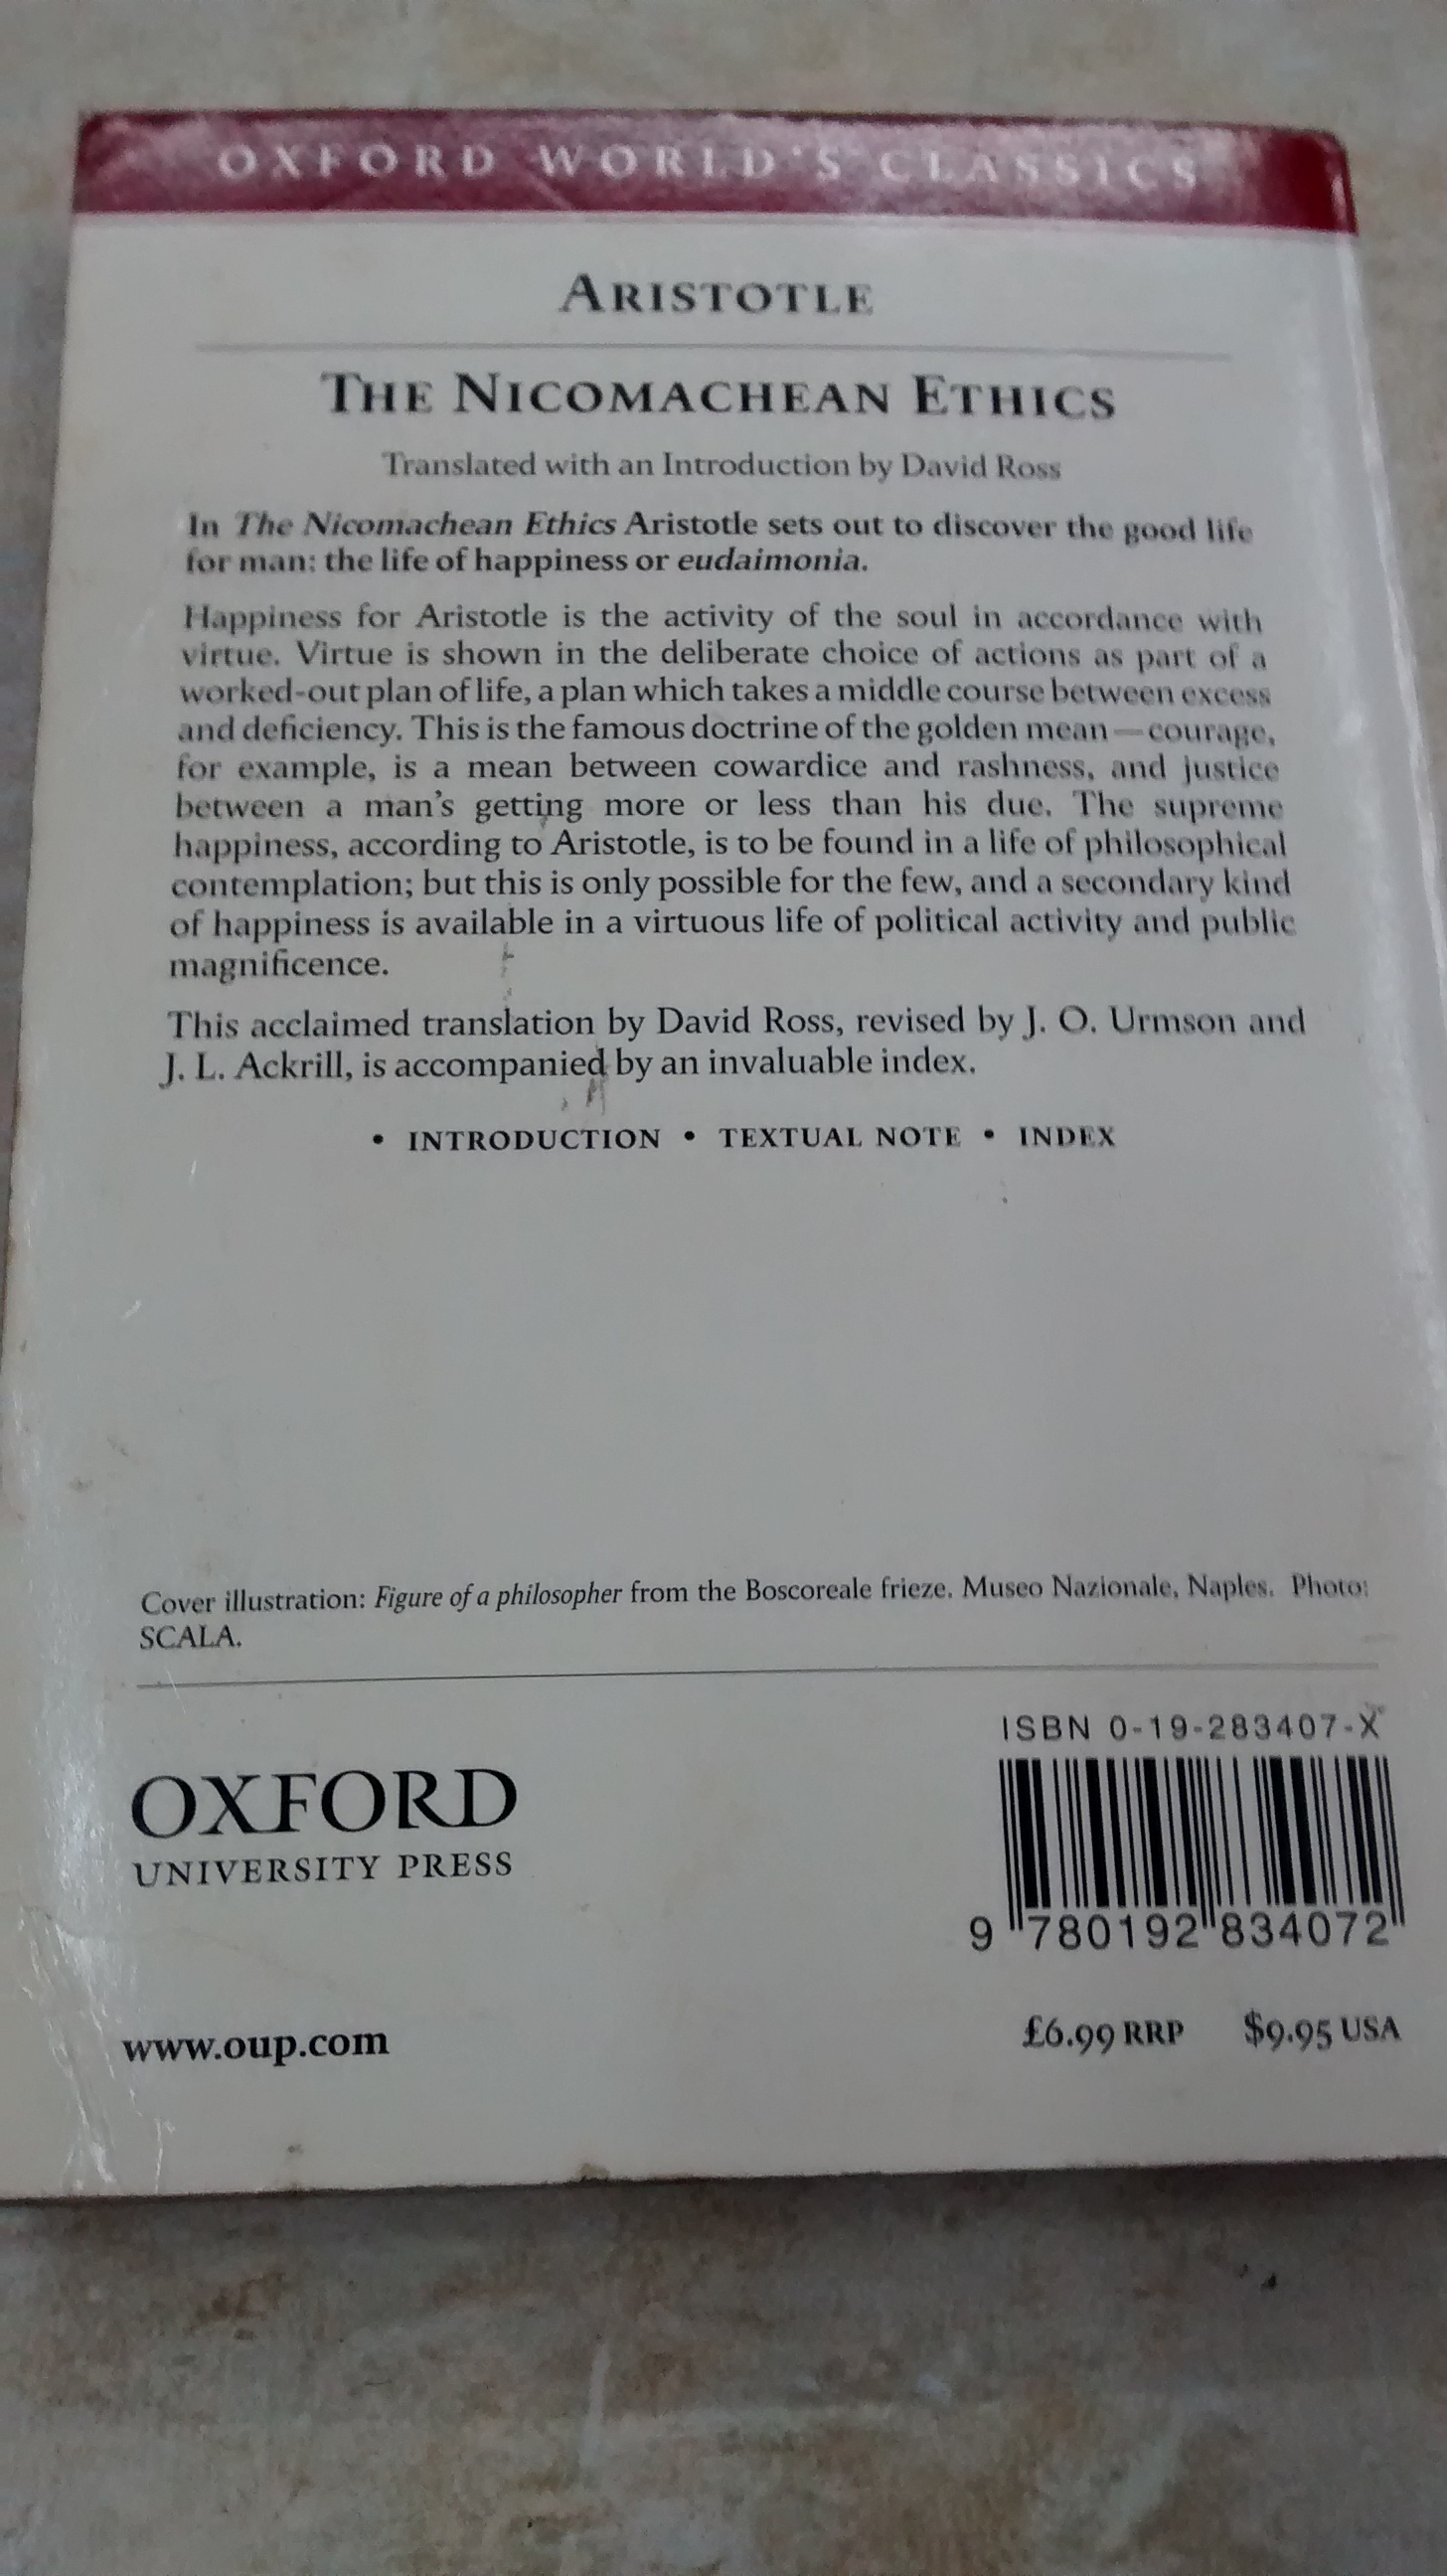 OXFORD WORLD'S CLASSICS
ARISTOTLE
THE NICOMACHEAN ETHICS
Translated with an Introduction by David Ross
In The Nicomachean Ethics Aristotle sets out to discover the good life
for man: the life of happiness or eudaimonia.
Happiness for Aristotle is the activity of the soul in accordance with
virtue. Virtue is shown in the deliberate choice of actions as part of a
worked-out plan of life, a plan which takes a middle course between excess
and deficiency. This is the famous doctrine of the golden mean—courage,
for example, is a mean between cowardice and rashness, and justice
between a man's getting more or less than his due. The supreme
happiness, according to Aristotle, is to be found in a life of philosophical
contemplation; but this is only possible for the few, and a secondary kind
of happiness is available in a virtuous life of political activity and public
magnificence.
This acclaimed translation by David Ross, revised by J. O. Urmson and
J. L. Ackrill, is accompanied by an invaluable index.
• INTRODUCTION • TEXTUAL NOTE • INDEX
Cover illustration: Figure of a philosopher from the Boscoreale frieze. Museo Nazionale, Naples. Photo:
SCALA.
ISBN 0-19-283407-X
OXFORD
UNIVERSITY PRESS
9 780192 834072
www.oup.com
£6.99 RRP $9.95 USA